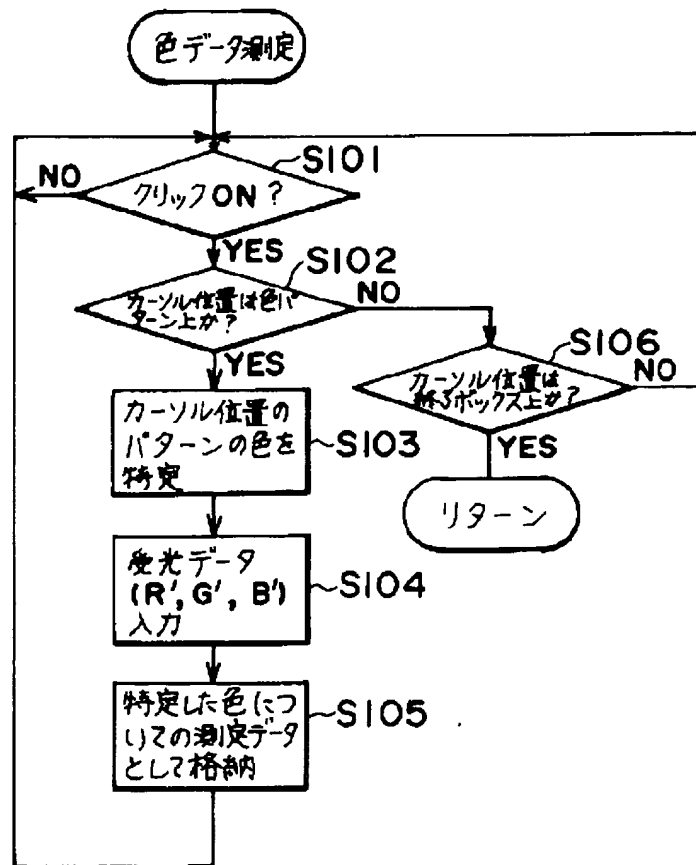 色データ測定
S101
NO
クリックON?
YES
S102
カーソル位置は色パ
ターン上か?
NO
YES
S106
カーソル位置は
終了ボックス上か?
NO
YES
カーソル位置の
パターンの色を
特定
S103
リターン
受光データ
(R', G', B')
入力
S104
特定した色につ
いての測定データ
として格納
S105